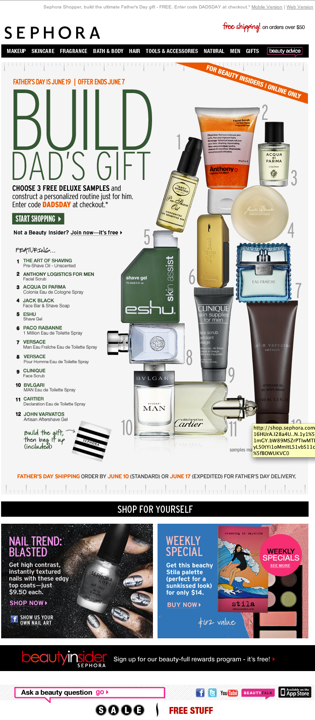 Sephora Shopper, build the ultimate Father's Day gift - FREE. Enter code DADSDAY at checkout.* Mobile Version | Web Version
SEPHORA
free shipping! on orders over $50
MAKEUP SKINCARE FRAGRANCE BATH & BODY HAIR TOOLS & ACCESSORIES NATURAL MEN GIFTS beauty advice
FOR BEAUTY INSIDERS | ONLINE ONLY
FATHER'S DAY IS JUNE 19 | OFFER ENDS JUNE 7
BUILD
DAD'S GIFT
CHOOSE 3 FREE DELUXE SAMPLES and
construct a personalized routine just for him.
Enter code DADSDAY at checkout.*
START SHOPPING
Not a Beauty Insider? Join now—it's free
FEATURING...
1 THE ART OF SHAVING
Pre-Shave Oil - Unscented
2 ANTHONY LOGISTICS FOR MEN
Facial Scrub
3 ACQUA DI PARMA
Colonia Eau de Cologne Spray
4 JACK BLACK
Face Bar & Shave Soap
5 ESHU
Shave Gel
6 PACO RABANNE
1 Million Eau de Toilette Spray
7 VERSACE
Man Eau Fraiche Eau de Toilette Spray
8 VERSACE
Pour Homme Eau de Toilette Spray
9 CLINIQUE
Face Scrub
10 BVLGARI
MAN Eau de Toilette Spray
11 CARTIER
Declaration Eau de Toilette Spray
12 JOHN VARVATOS
Artisan Aftershave Gel
Build the gift,
then bag it up
(included)
1
2
3
4
5
6
7
8
9
10
11
Anthony
ACQUA
DI
PARMA
shave gel
skin assist
eshu.
CLINIQUE
skin supplies
for men
BVLGARI
MAN
Cartier
http://shop.sephora.com
FATHER'S DAY SHIPPING ORDER BY JUNE 10 (STANDARD) OR JUNE 17 (EXPEDITED) FOR FATHER'S DAY DELIVERY.
SHOP FOR YOURSELF
NAIL TREND:
BLASTED
Get high contrast,
instantly textured
nails with these edgy
top coats—just
$9.50 each.
SHOP NOW
SHOW US YOUR
OWN NAIL ART
WEEKLY
SPECIAL
Get this beachy
Stila palette
(perfect for a
sunkissed look)
for only $14.
BUY NOW
WEEKLY
SPECIALS
SEE MORE
stila
beautyinsider
SEPHORA
Sign up for our beauty-full rewards program - it's free!
Ask a beauty question go
You Tube
App Store
SALE | FREE STUFF